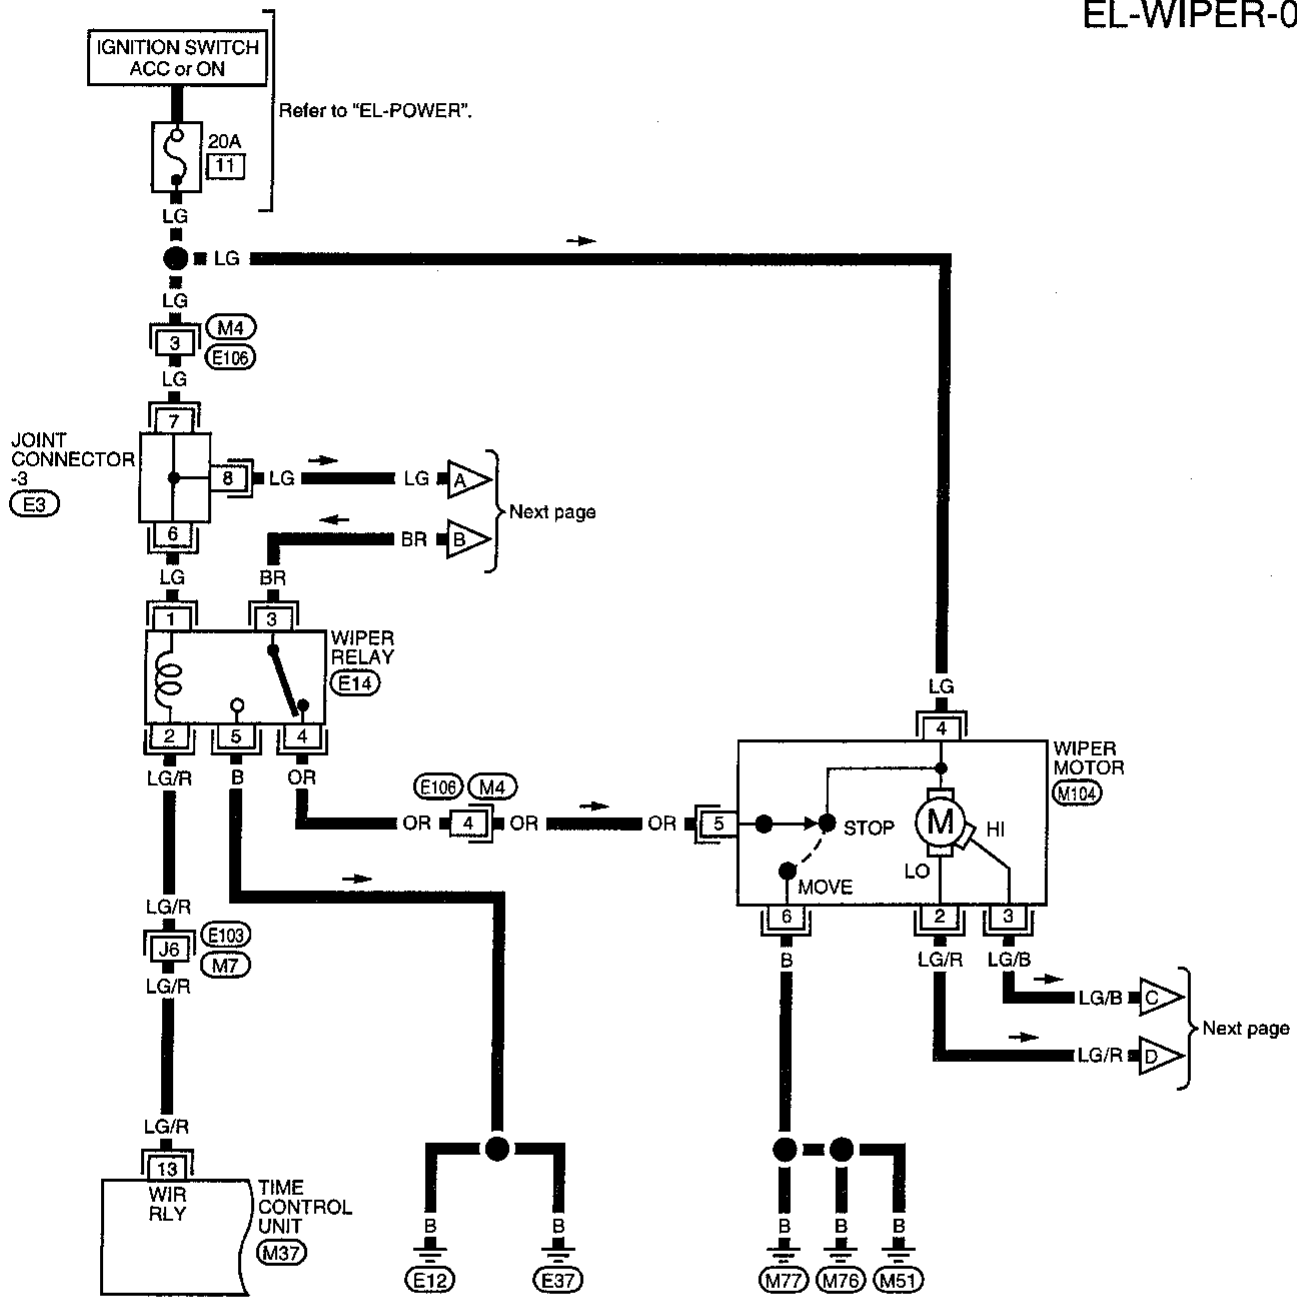 EL-WIPER-0
IGNITION SWITCH
ACC or ON
Refer to "EL-POWER".
20A
11
LG
LG
LG
M4
3
E106
LG
7
JOINT
CONNECTOR
-3
E3
8
LG
LG
A
Next page
BR
B
6
LG
BR
1
3
WIPER
RELAY
E14
2
5
4
LG/R
B
OR
E106
M4
OR
4
OR
OR
5
LG
4
WIPER
MOTOR
M104
STOP
M
HI
LO
MOVE
6
2
3
B
LG/R
LG/B
LG/B
C
Next page
LG/R
D
LG/R
J6
E103
M7
LG/R
LG/R
13
WIR
RLY
TIME
CONTROL
UNIT
M37
B
B
B
B
B
E12
E37
M77
M76
M51